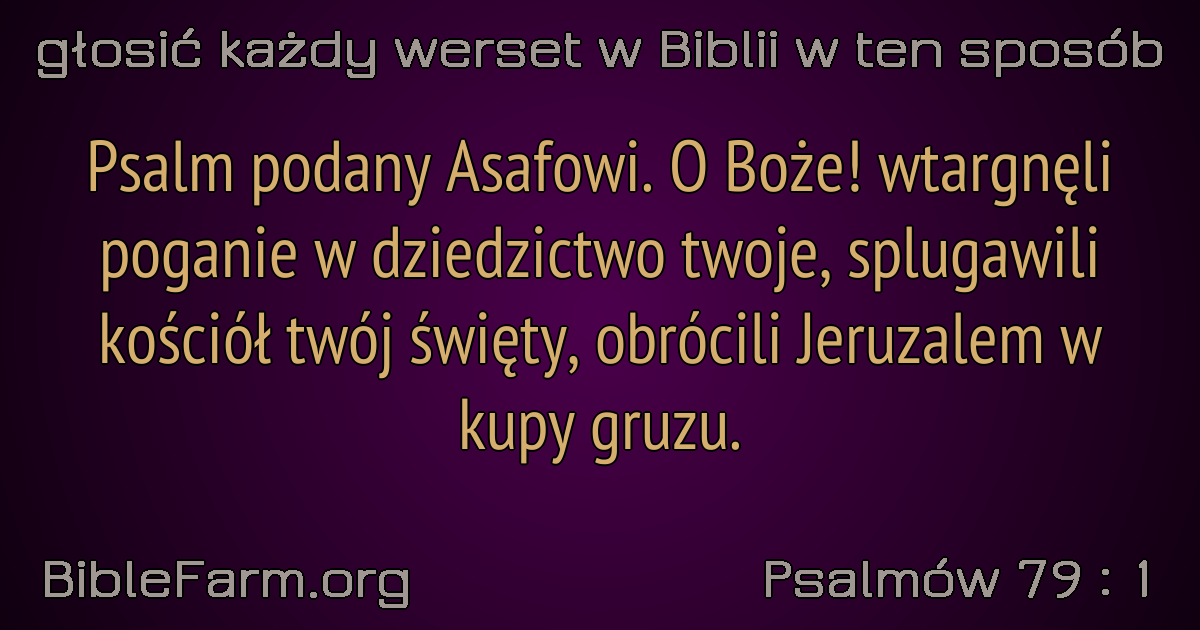 głosić każdy werset w Biblii w ten sposób
Psalm podany Asafowi. O Boże! wtargnęli
poganie w dziedzictwo twoje, splugawili
kościół twój święty, obrócili Jeruzalem w
kupy gruzu.
BibleFarm.org
Psalmów 79 : 1